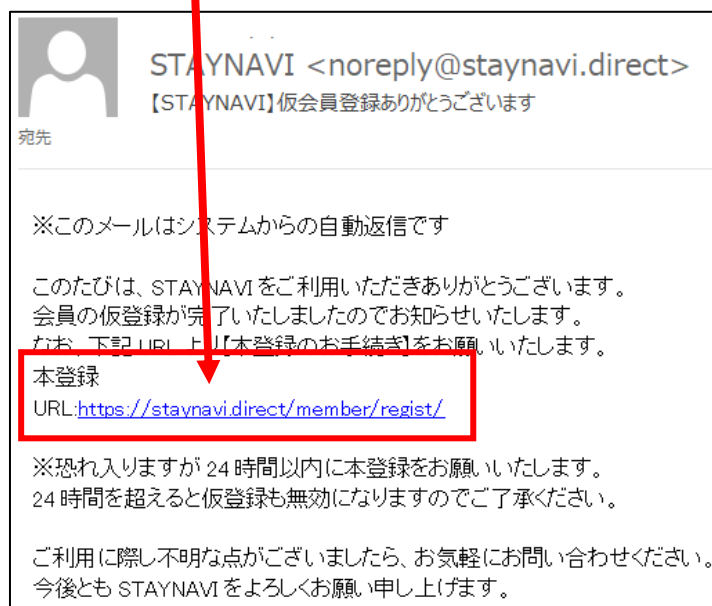 STAYNAVI <noreply@staynavi.direct>
【STAYNAVI】仮会員登録ありがとうございます
宛先
※このメールはシステムからの自動返信です
このたびは、STAYNAVIをご利用いただきありがとうございます。
会員の仮登録が完了いたしましたのでお知らせいたします。
なお、下記URLより【本登録のお手続き】をお願いいたします。
本登録
URL:https://staynavi.direct/member/regist/
※恐れ入りますが24時間以内に本登録をお願いいたします。
24時間を超えると仮登録も無効になりますのでご了承ください。
ご利用に際し不明な点がございましたら、お気軽にお問い合わせください。
今後ともSTAYNAVIをよろしくお願い申し上げます。